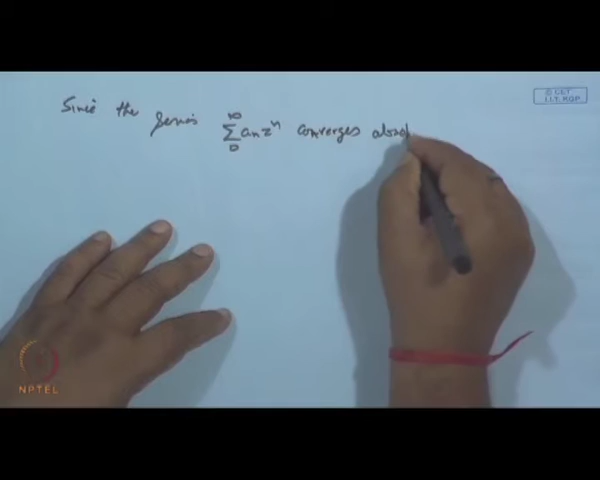 © CET
I.I.T. KGP
Since the series ∞∑0 anzⁿ converges absol
NPTEL